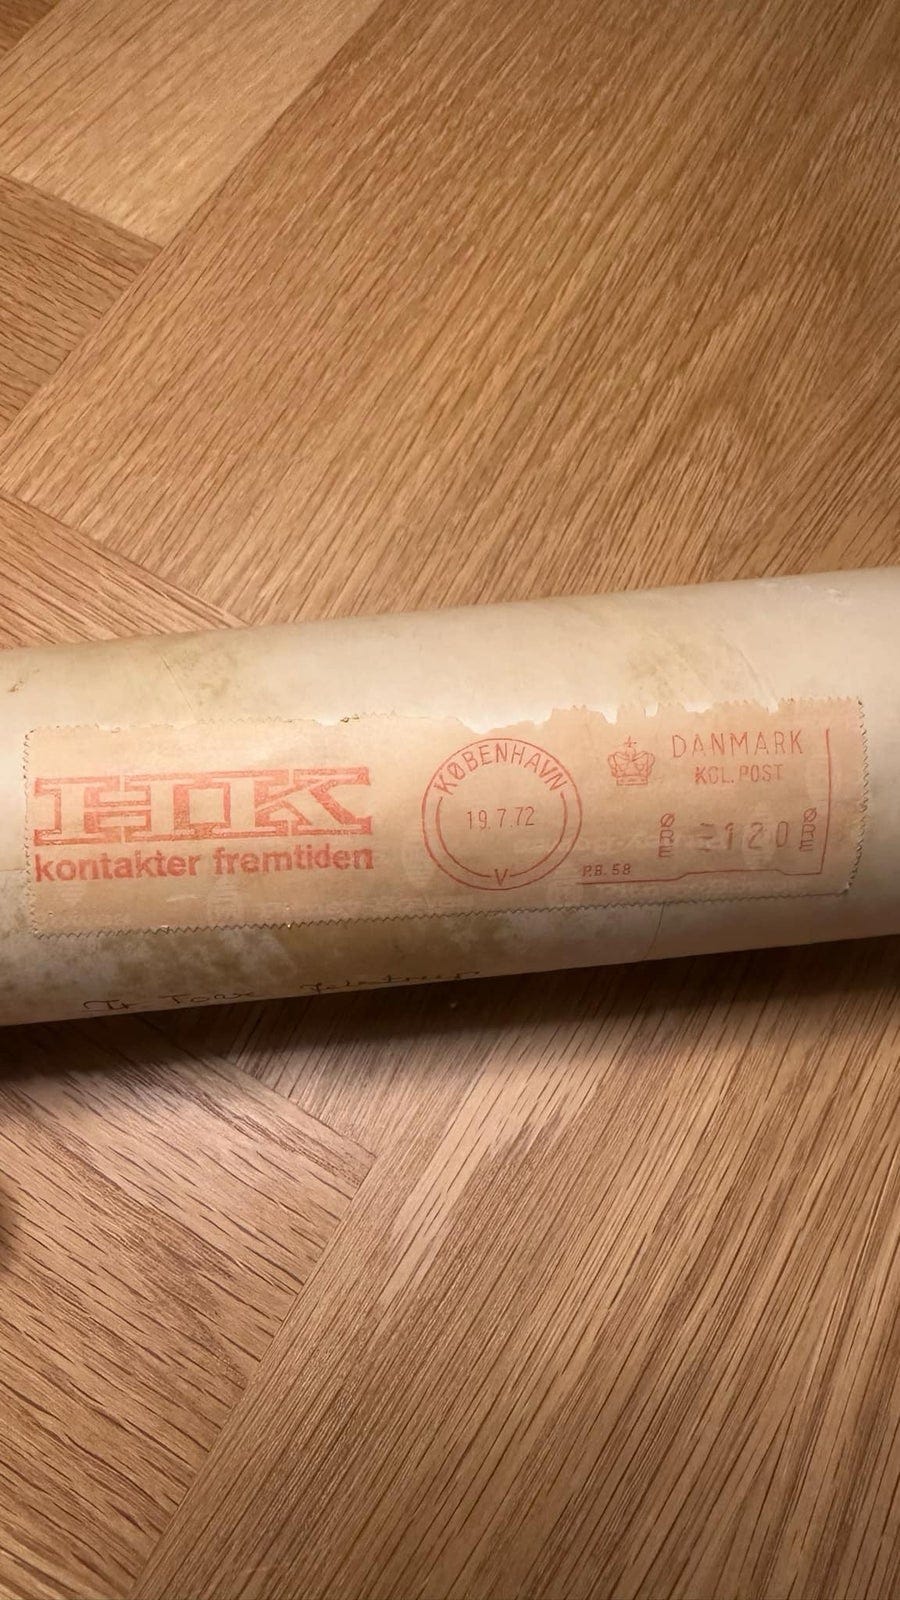 HK
kontakter fremtiden
KØBENHAVN
19.7.72
V
DANMARK
KGL. POST
ØRE 120 ØRE
P.B. 58